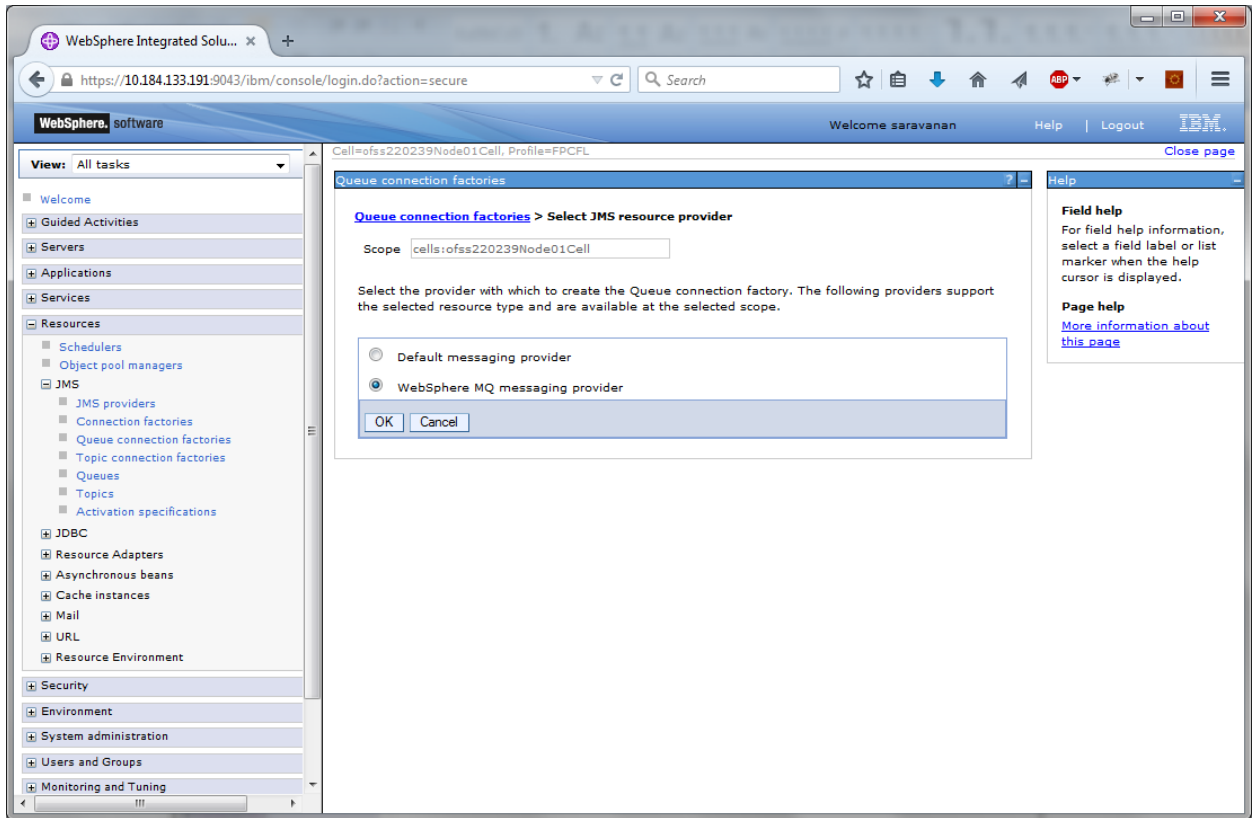 WebSphere Integrated Solu... × +
https://10.184.133.191:9043/ibm/console/login.do?action=secure
Search
ABP
WebSphere. software
Welcome saravanan
Help | Logout
IBM.
View: All tasks
Welcome
Guided Activities
Servers
Applications
Services
Resources
Schedulers
Object pool managers
JMS
JMS providers
Connection factories
Queue connection factories
Topic connection factories
Queues
Topics
Activation specifications
JDBC
Resource Adapters
Asynchronous beans
Cache instances
Mail
URL
Resource Environment
Security
Environment
System administration
Users and Groups
Monitoring and Tuning
Cell=ofss220239Node01Cell, Profile=FPCFL
Close page
Queue connection factories ? -
Queue connection factories > Select JMS resource provider
Scope cells:ofss220239Node01Cell
Select the provider with which to create the Queue connection factory. The following providers support
the selected resource type and are available at the selected scope.
Default messaging provider
WebSphere MQ messaging provider
OK Cancel
Help -
Field help
For field help information,
select a field label or list
marker when the help
cursor is displayed.
Page help
More information about
this page